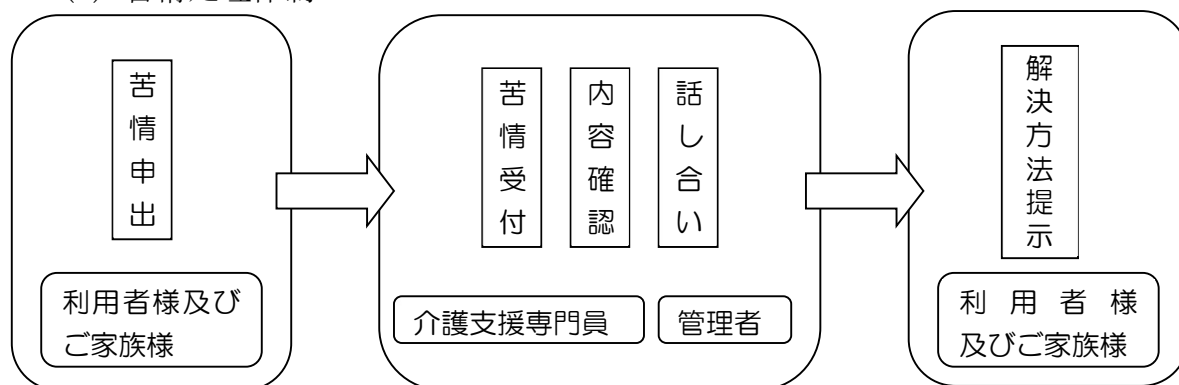 苦情申出
利用者様及び
ご家族様
苦情受付
内容確認
話し合い
介護支援専門員
管理者
解決方法提示
利用者様
及びご家族様